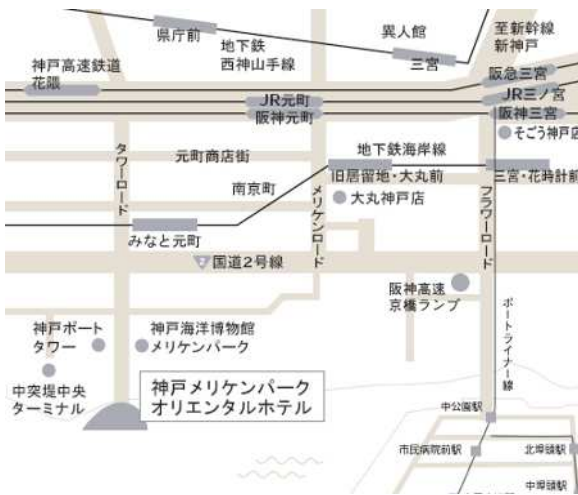 県庁前
地下鉄
西神山手線
異人館
三宮
至新幹線
新神戸
神戸高速鉄道
花隈
阪急三宮
JR元町
JR三ノ宮
阪神元町
阪神三宮
そごう神戸店
タワーロード
元町商店街
地下鉄海岸線
旧居留地・大丸前
三宮・花時計前
南京町
メリケンロード
大丸神戸店
フラワーロード
みなと元町
2
国道2号線
阪神高速
京橋ランプ
ポートライナー線
神戸ポート
タワー
神戸海洋博物館
メリケンパーク
中突堤中央
ターミナル
神戸メリケンパーク
オリエンタルホテル
中公園駅
市民病院前駅
北埠頭駅
中埠頭駅